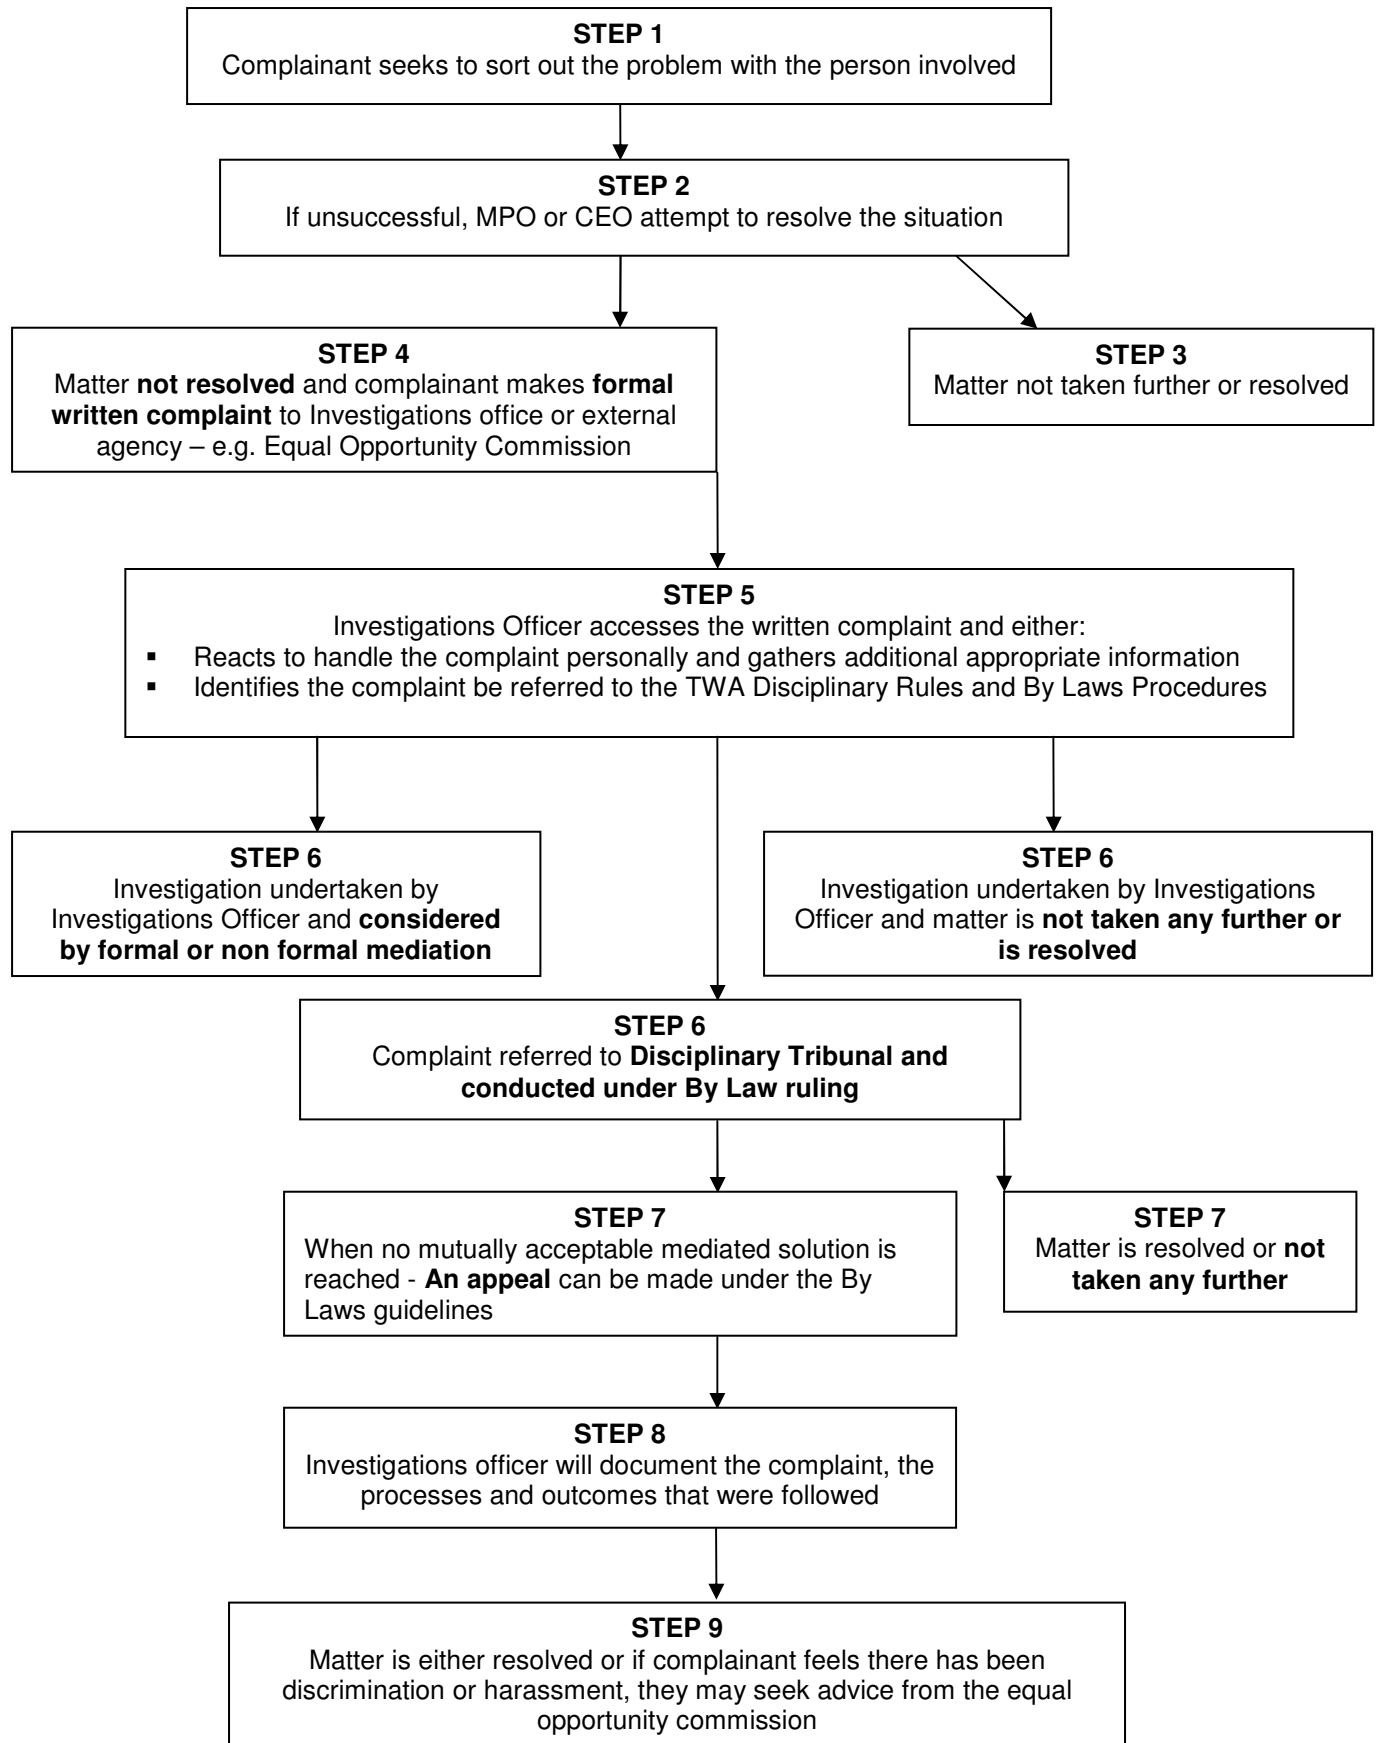 STEP 1
Complainant seeks to sort out the problem with the person involved
STEP 2
If unsuccessful, MPO or CEO attempt to resolve the situation
STEP 4
Matter not resolved and complainant makes formal
written complaint to Investigations office or external
agency – e.g. Equal Opportunity Commission
STEP 3
Matter not taken further or resolved
STEP 5
Investigations Officer accesses the written complaint and either:
▪ Reacts to handle the complaint personally and gathers additional appropriate information
▪ Identifies the complaint be referred to the TWA Disciplinary Rules and By Laws Procedures
STEP 6
Investigation undertaken by
Investigations Officer and considered
by formal or non formal mediation
STEP 6
Investigation undertaken by Investigations
Officer and matter is not taken any further or
is resolved
STEP 6
Complaint referred to Disciplinary Tribunal and
conducted under By Law ruling
STEP 7
When no mutually acceptable mediated solution is
reached - An appeal can be made under the By
Laws guidelines
STEP 7
Matter is resolved or not
taken any further
STEP 8
Investigations officer will document the complaint, the
processes and outcomes that were followed
STEP 9
Matter is either resolved or if complainant feels there has been
discrimination or harassment, they may seek advice from the equal
opportunity commission